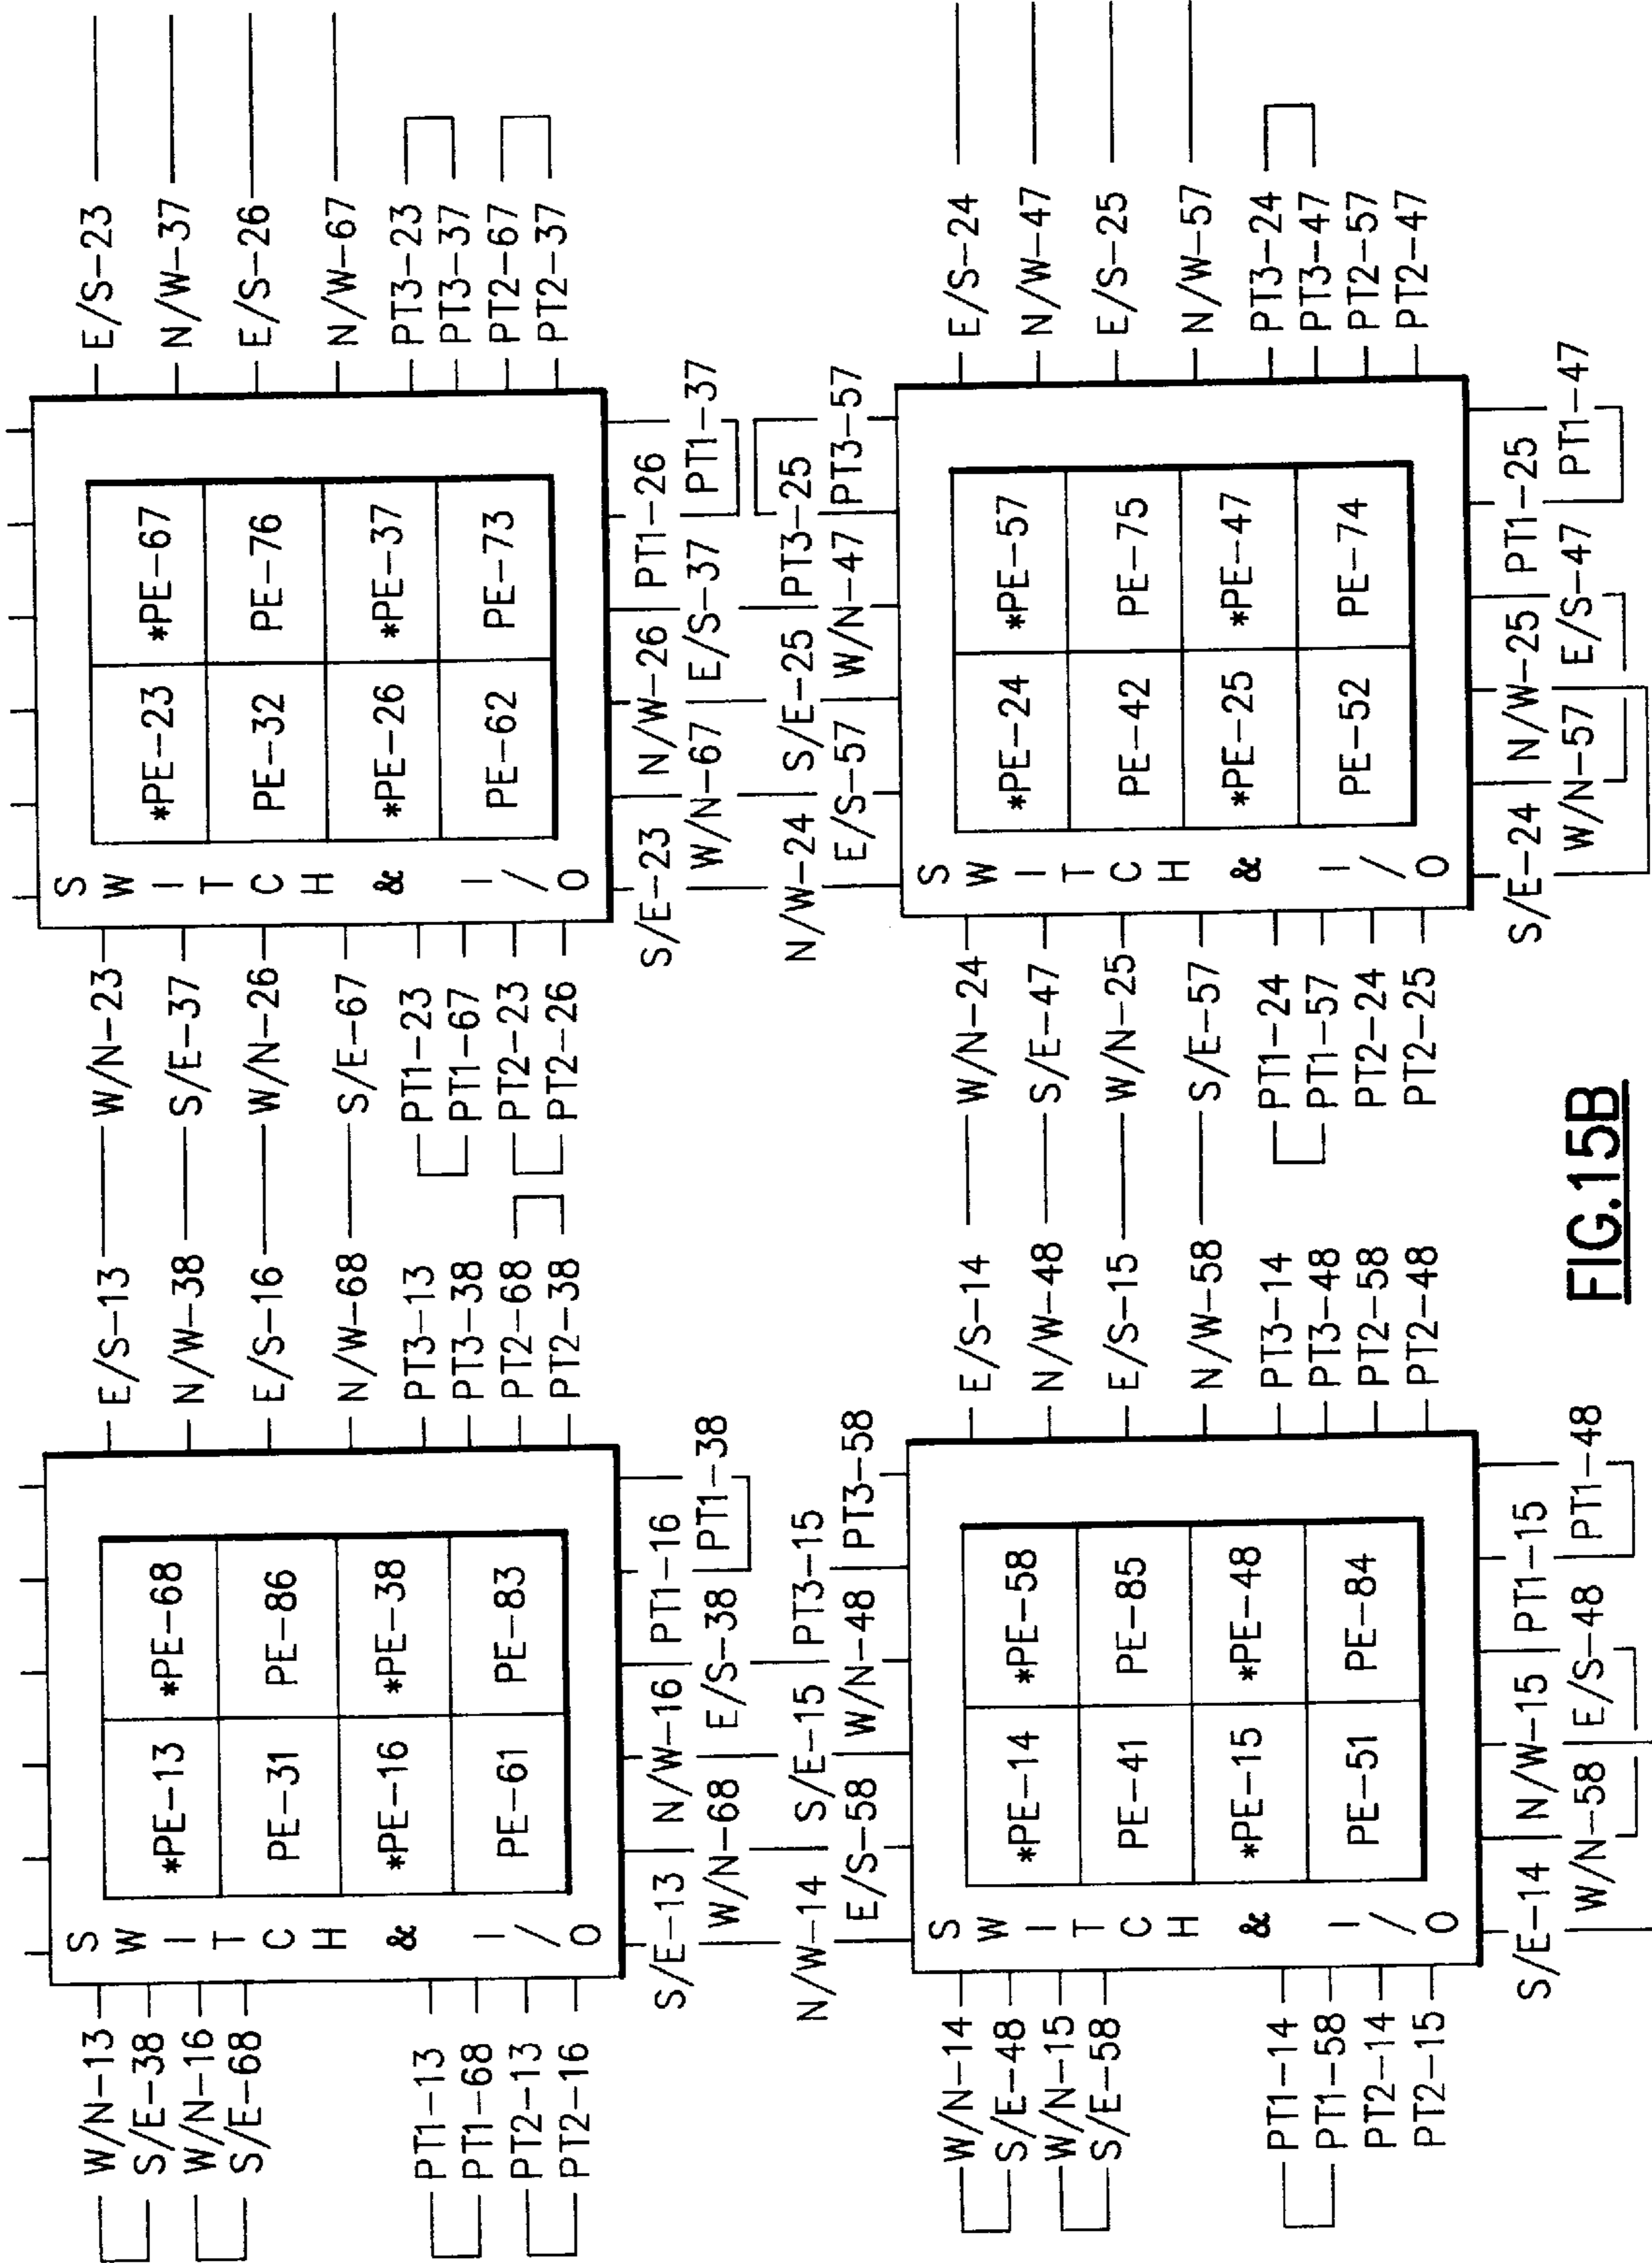 W/N-13
S/E-38
W/N-16
S/E-68
PT1-13
PT1-68
PT2-13
PT2-16
SWITCH & I/O
*PE-13 *PE-68
PE-31 PE-86
*PE-16 *PE-38
PE-61 PE-83
E/S-13
N/W-38
E/S-16
N/W-68
PT3-13
PT3-38
PT2-68
PT2-38
S/E-13 N/W-16 PT1-16
W/N-68 E/S-38 PT1-38
W/N-23
S/E-37
W/N-26
S/E-67
PT1-23
PT1-67
PT2-23
PT2-26
SWITCH & I/O
*PE-23 *PE-67
PE-32 PE-76
*PE-26 *PE-37
PE-62 PE-73
E/S-23
N/W-37
E/S-26
N/W-67
PT3-23
PT3-37
PT2-67
PT2-37
S/E-23 N/W-26 PT1-26
W/N-67 E/S-37 PT1-37
N/W-14 S/E-15 PT3-15
E/S-58 W/N-48 PT3-58
W/N-14
S/E-48
W/N-15
S/E-58
PT1-14
PT1-58
PT2-14
PT2-15
SWITCH & I/O
*PE-14 *PE-58
PE-41 PE-85
*PE-15 *PE-48
PE-51 PE-84
E/S-14
N/W-48
E/S-15
N/W-58
PT3-14
PT3-48
PT2-58
PT2-48
S/E-14 N/W-15 PT1-15
W/N-58 E/S-48 PT1-48
N/W-24 S/E-25 PT3-25
E/S-57 W/N-47 PT3-57
W/N-24
S/E-47
W/N-25
S/E-57
PT1-24
PT1-57
PT2-24
PT2-25
SWITCH & I/O
*PE-24 *PE-57
PE-42 PE-75
*PE-25 *PE-47
PE-52 PE-74
E/S-24
N/W-47
E/S-25
N/W-57
PT3-24
PT3-47
PT2-57
PT2-47
S/E-24 N/W-25 PT1-25
W/N-57 E/S-47 PT1-47
FIG.15B